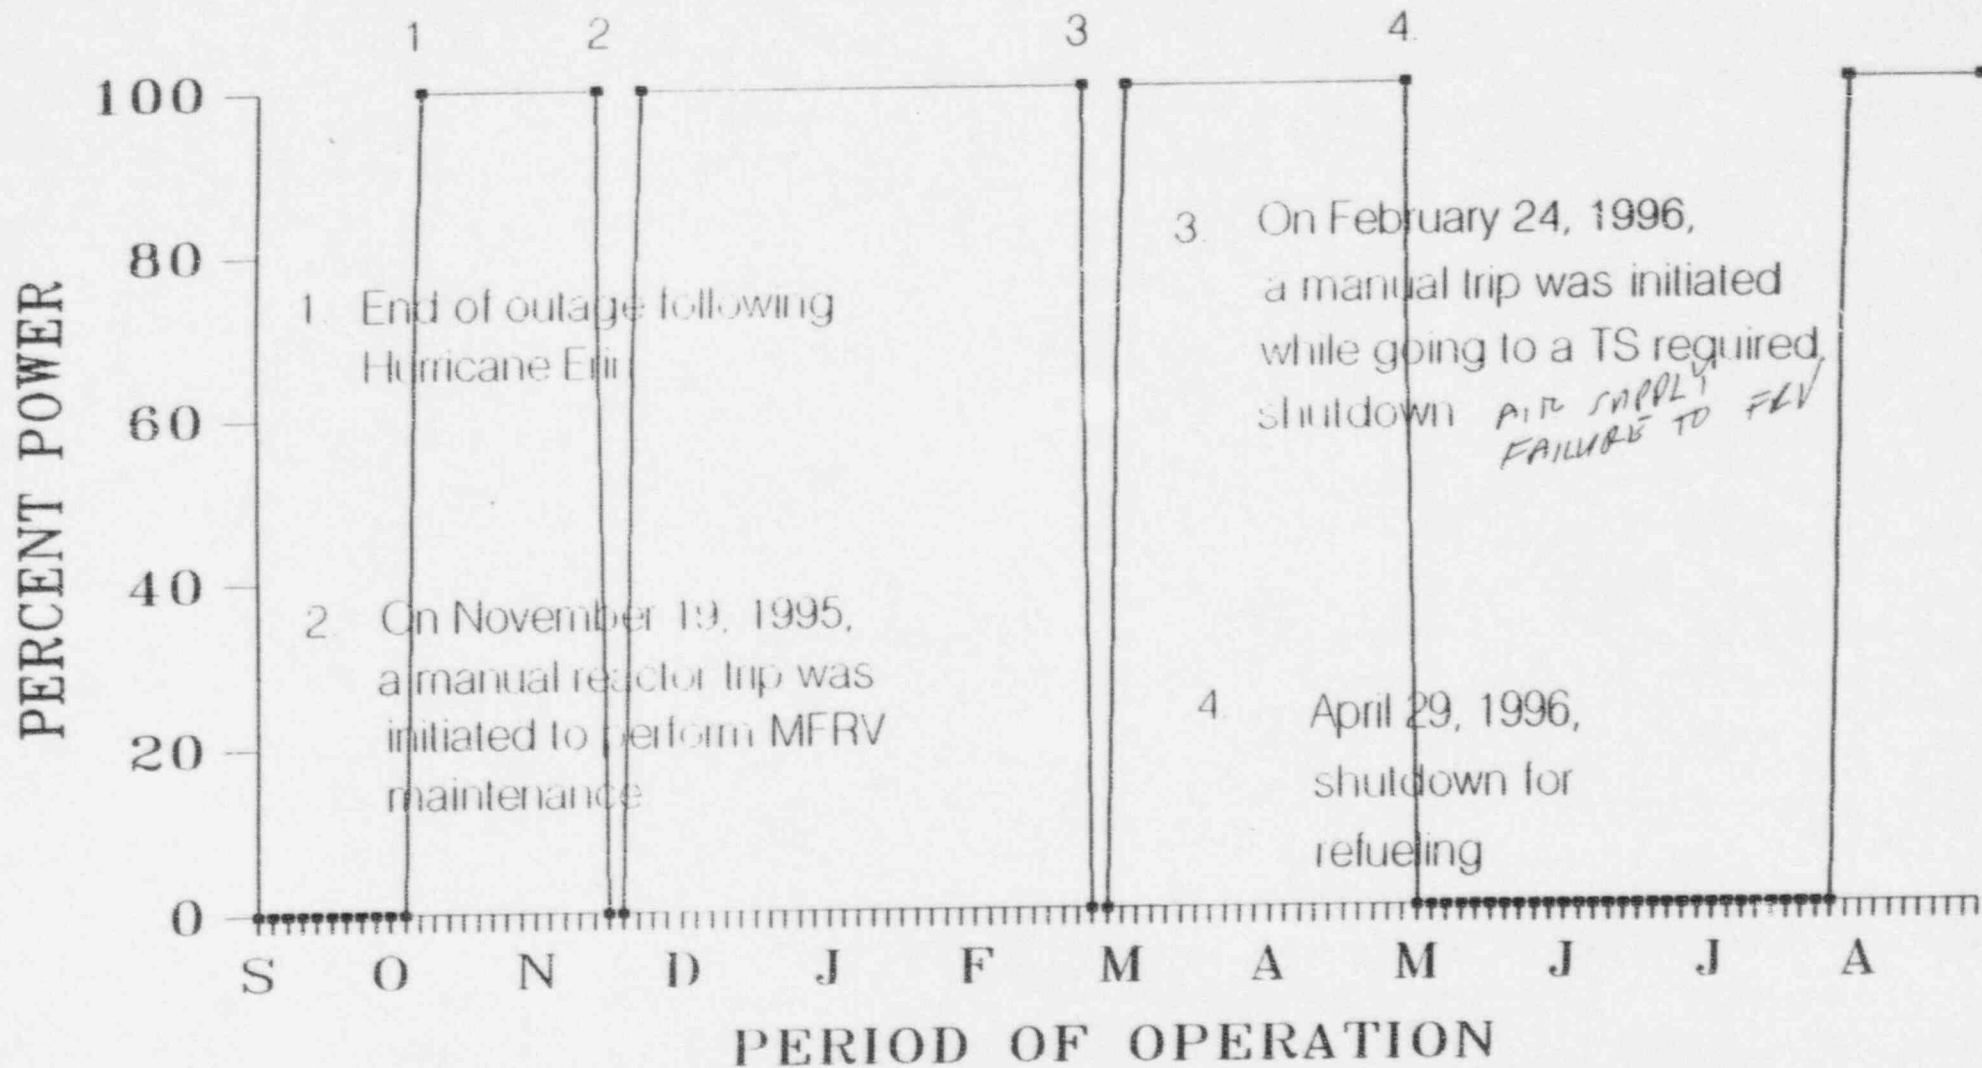 1 2 3 4
100
80
60
40
20
0
PERCENT POWER
1 End of outage following
Hurricane Erin
2 On November 19, 1995,
a manual reactor trip was
initiated to perform MFRV
maintenance
3 On February 24, 1996,
a manual trip was initiated
while going to a TS required
shutdown AIR SUPPLY
FAILURE TO FRV
4 April 29, 1996,
shutdown for
refueling
S O N D J F M A M J J A
PERIOD OF OPERATION